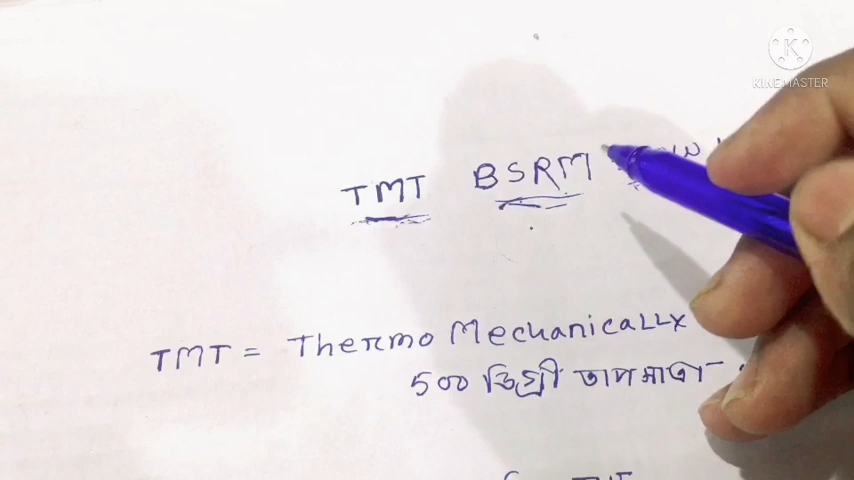 KINEMASTER
TMT BSRM
TMT = Thermo MechanicaLLY
500 ডিগ্রী তাপমাত্রা